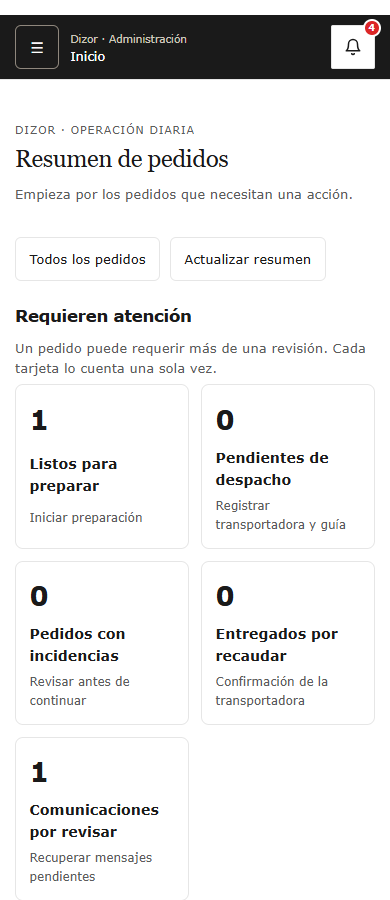 Dizor · Administración
Inicio
4
DIZOR · OPERACIÓN DIARIA
Resumen de pedidos
Empieza por los pedidos que necesitan una acción.
Todos los pedidos
Actualizar resumen
Requieren atención
Un pedido puede requerir más de una revisión. Cada
tarjeta lo cuenta una sola vez.
1
Listos para
preparar
Iniciar preparación
0
Pendientes de
despacho
Registrar
transportadora y guía
0
Pedidos con
incidencias
Revisar antes de
continuar
0
Entregados por
recaudar
Confirmación de la
transportadora
1
Comunicaciones
por revisar
Recuperar mensajes
pendientes